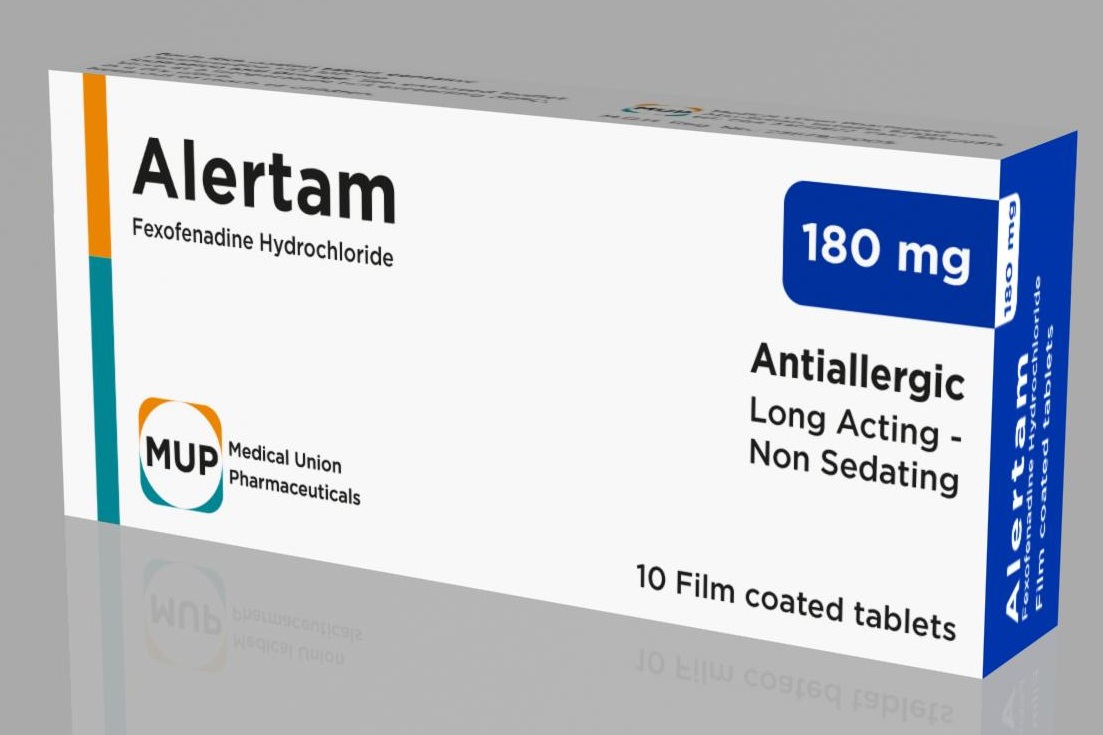 MUP
Alertam
Fexofenadine Hydrochloride
180 mg
Antiallergic
Long Acting -
Non Sedating
MUP
Medical Union
Pharmaceuticals
10 Film coated tablets
180 mg
Alertam
Fexofenadine Hydrochloride
Film coated tablets